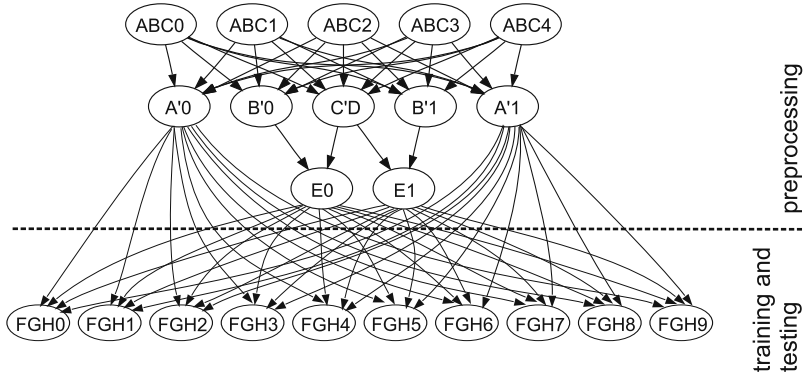 ABC0 ABC1 ABC2 ABC3 ABC4
A'0 B'0 C'D B'1 A'1
E0 E1
preprocessing
FGH0 FGH1 FGH2 FGH3 FGH4 FGH5 FGH6 FGH7 FGH8 FGH9
training and
testing